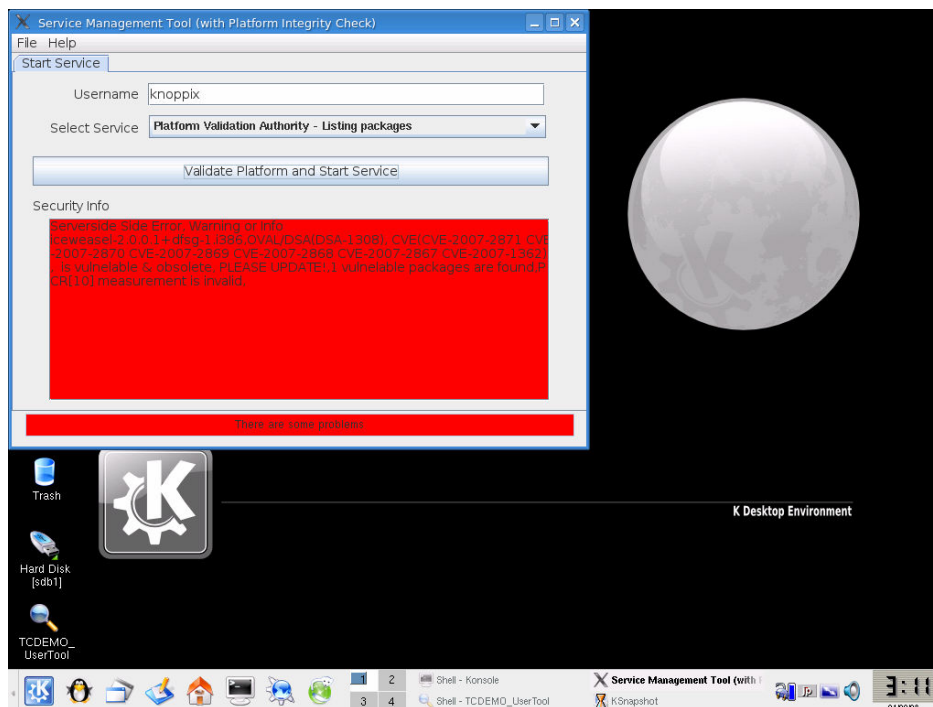 Service Management Tool (with Platform Integrity Check)
File Help
Start Service
Username knoppix
Select Service Platform Validation Authority - Listing packages
Validate Platform and Start Service
Security Info
Serverside Side Error, Warning or Info
iceweasel-2.0.0.1+dfsg-1.i386,OVAL/DSA(DSA-1308), CVE(CVE-2007-2871 CVE
-2007-2870 CVE-2007-2869 CVE-2007-2868 CVE-2007-2867 CVE-2007-1362)
, is vulnelable & obsolete, PLEASE UPDATE!.1 vulnelable packages are found.P
CR[10] measurement is invalid.
There are some problems
Trash
K Desktop Environment
Hard Disk
[sdb1]
TCDEMO_
UserTool
1 2 Shell - Konsole Service Management Tool (with
3 4 Shell - TCDEMO_UserTool KSnapshot
3:11